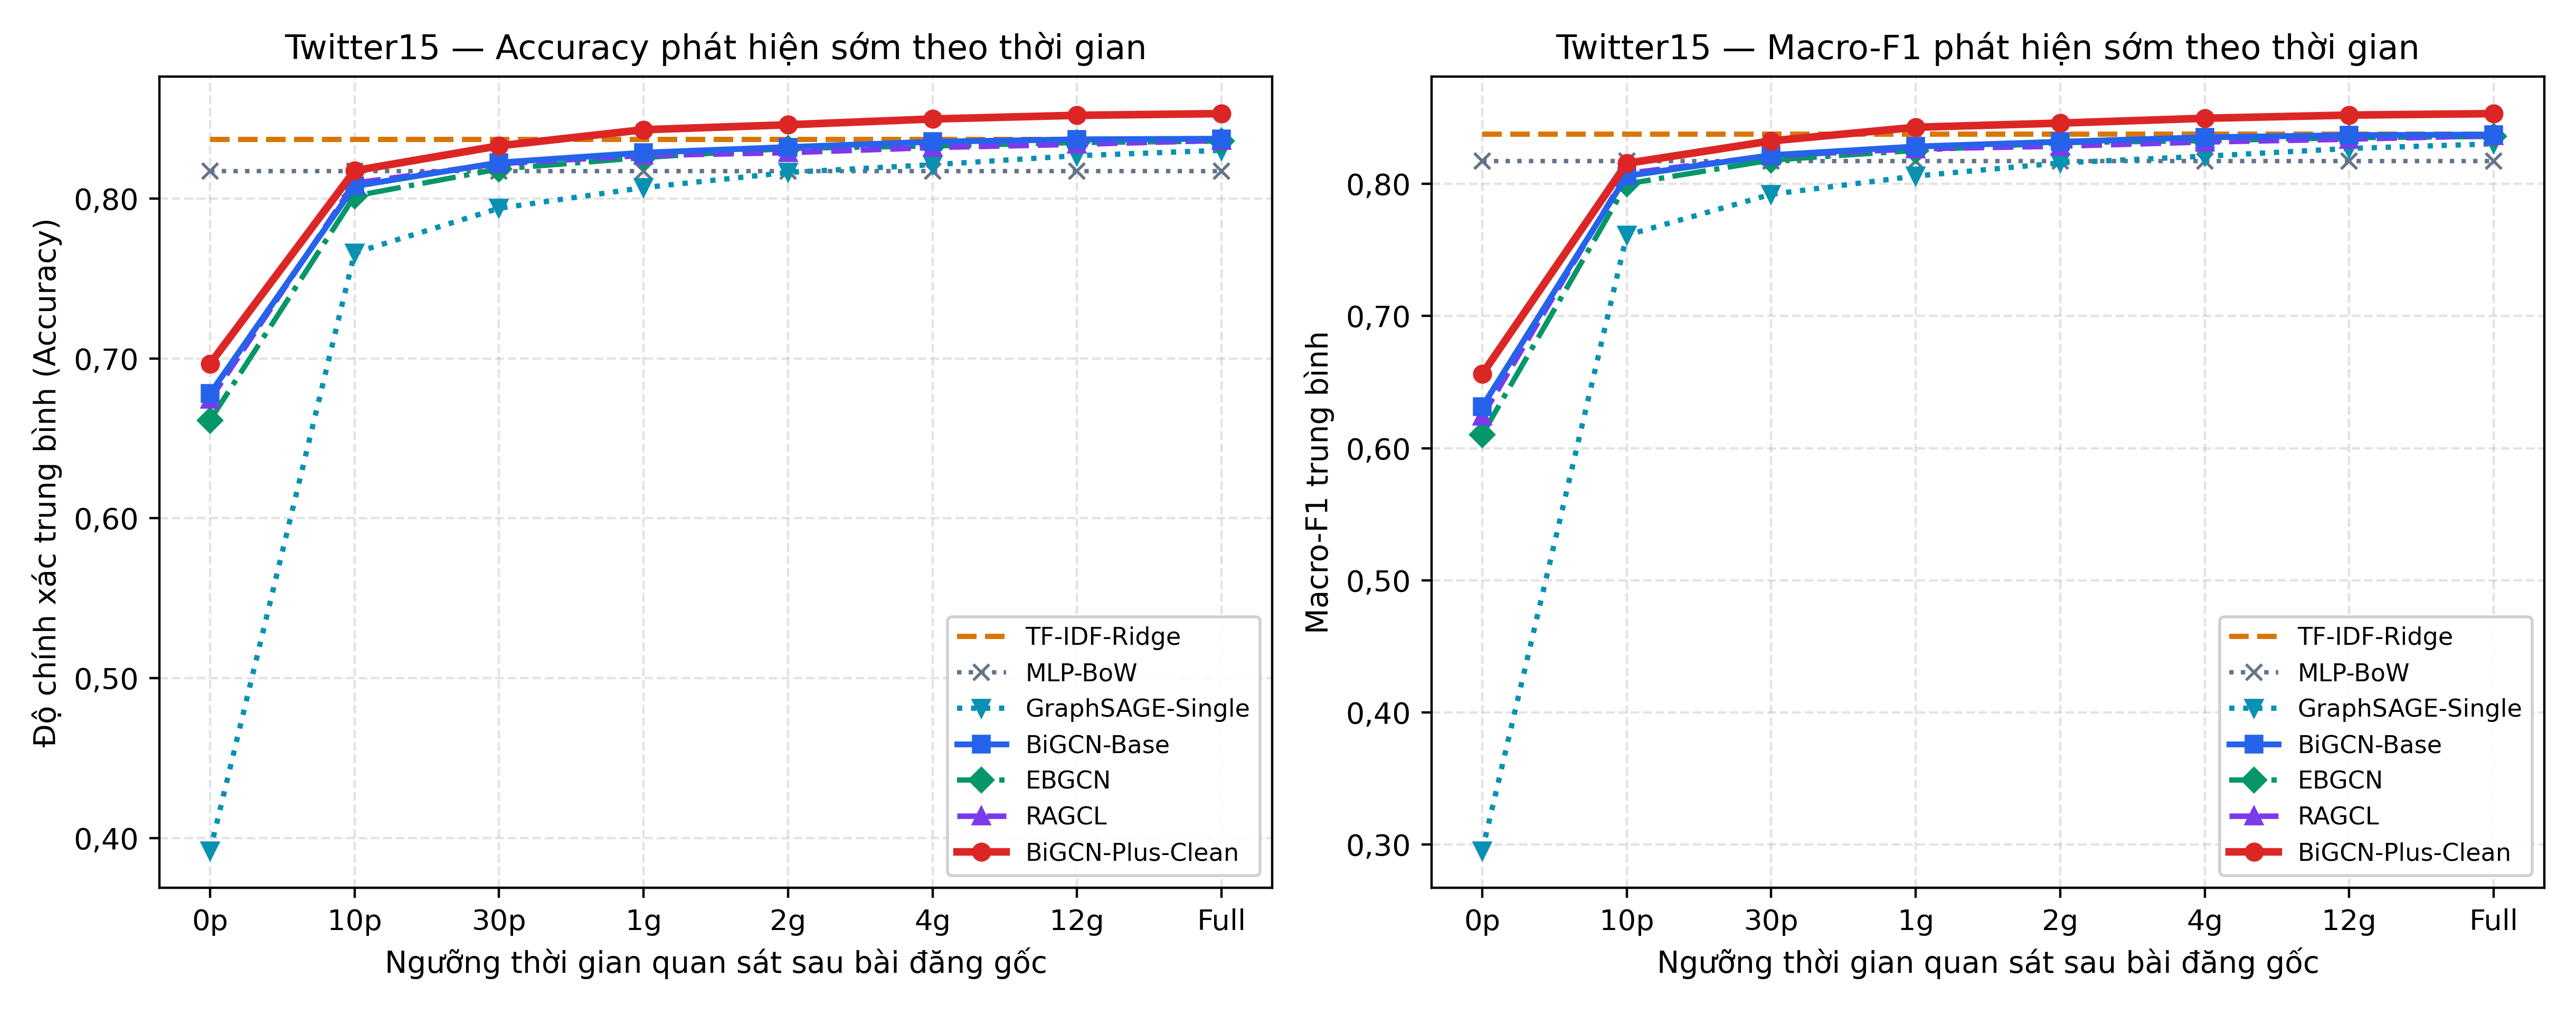 Twitter15 — Accuracy phát hiện sớm theo thời gian
Độ chính xác trung bình (Accuracy)
0,80
0,70
0,60
0,50
0,40
TF-IDF-Ridge
MLP-BoW
GraphSAGE-Single
BiGCN-Base
EBGCN
RAGCL
BiGCN-Plus-Clean
0p 10p 30p 1g 2g 4g 12g Full
Ngưỡng thời gian quan sát sau bài đăng gốc
Twitter15 — Macro-F1 phát hiện sớm theo thời gian
Macro-F1 trung bình
0,80
0,70
0,60
0,50
0,40
0,30
TF-IDF-Ridge
MLP-BoW
GraphSAGE-Single
BiGCN-Base
EBGCN
RAGCL
BiGCN-Plus-Clean
0p 10p 30p 1g 2g 4g 12g Full
Ngưỡng thời gian quan sát sau bài đăng gốc